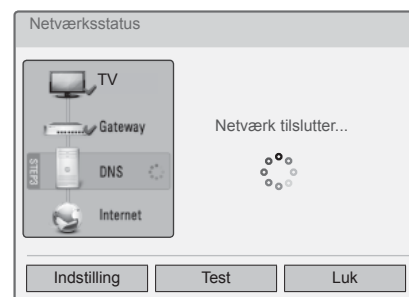 Netværksstatus
TV
Gateway
STEP3
DNS
Internet
Netværk tilslutter...
Indstilling
Test
Luk